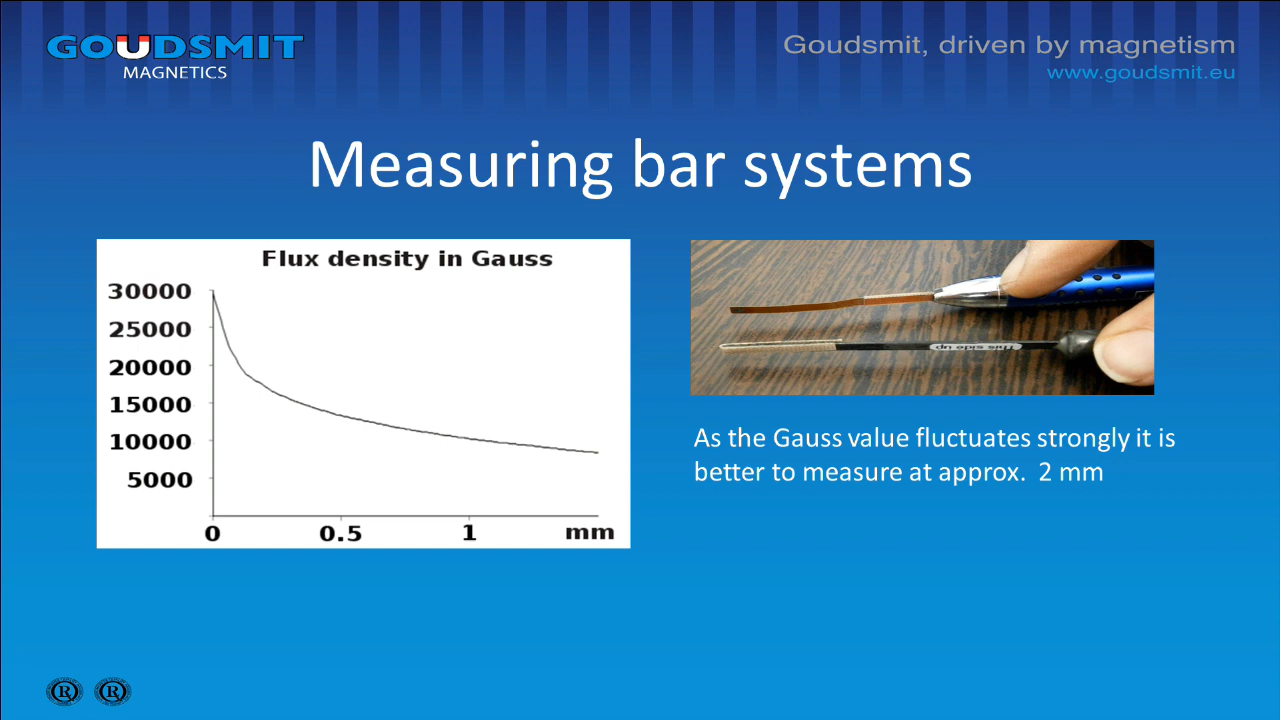 GOUDSMIT
MAGNETICS
Goudsmit, driven by magnetism
www.goudsmit.eu
Measuring bar systems
Flux density in Gauss
30000
25000
20000
15000
10000
5000
0 0.5 1 mm
This side up
As the Gauss value fluctuates strongly it is
better to measure at approx. 2 mm
R R